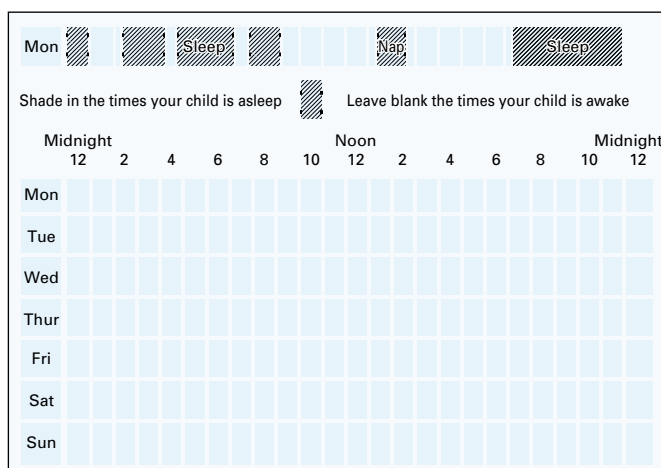 Mon Sleep Nap Sleep
Shade in the times your child is asleep Leave blank the times your child is awake
Midnight Noon Midnight
12 2 4 6 8 10 12 2 4 6 8 10 12
Mon
Tue
Wed
Thur
Fri
Sat
Sun